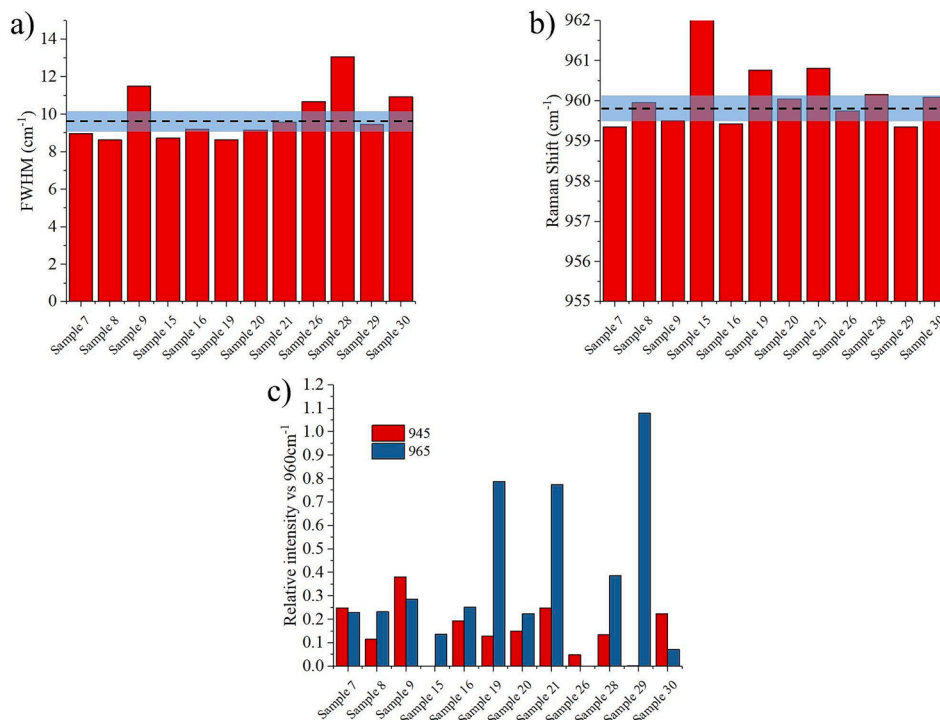 a)
FWHM (cm-1)
14
12
10
8
6
4
2
0
Sample 7
Sample 8
Sample 9
Sample 15
Sample 16
Sample 19
Sample 20
Sample 21
Sample 26
Sample 28
Sample 29
Sample 30
b)
Raman Shift (cm-1)
962
961
960
959
958
957
956
955
Sample 7
Sample 8
Sample 9
Sample 15
Sample 16
Sample 19
Sample 20
Sample 21
Sample 26
Sample 28
Sample 29
Sample 30
c)
Relative intensity vs 960cm-1
1.2
1.1
1.0
0.9
0.8
0.7
0.6
0.5
0.4
0.3
0.2
0.1
0.0
945
965
Sample 7
Sample 8
Sample 9
Sample 15
Sample 16
Sample 19
Sample 20
Sample 21
Sample 26
Sample 28
Sample 29
Sample 30